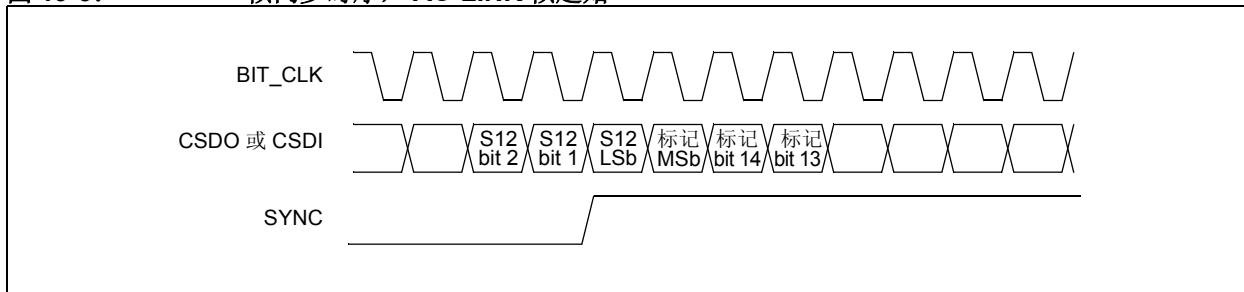 BIT_CLK
CSDO 或 CSDI
S12 bit 2
S12 bit 1
S12 LSb
标记 MSb
标记 bit 14
标记 bit 13
SYNC